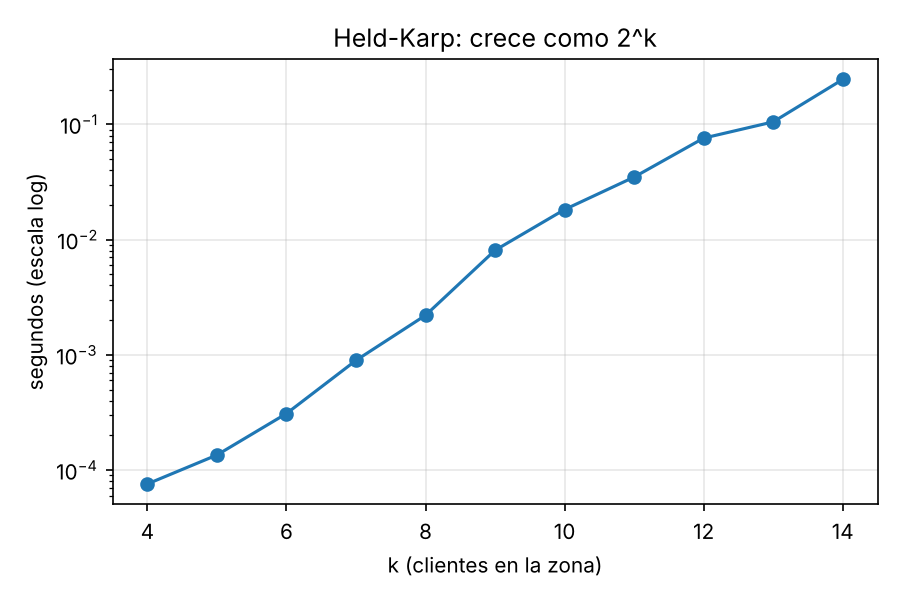 Held-Karp: crece como 2^k
segundos (escala log)
10⁻¹
10⁻²
10⁻³
10⁻⁴
4 6 8 10 12 14
k (clientes en la zona)